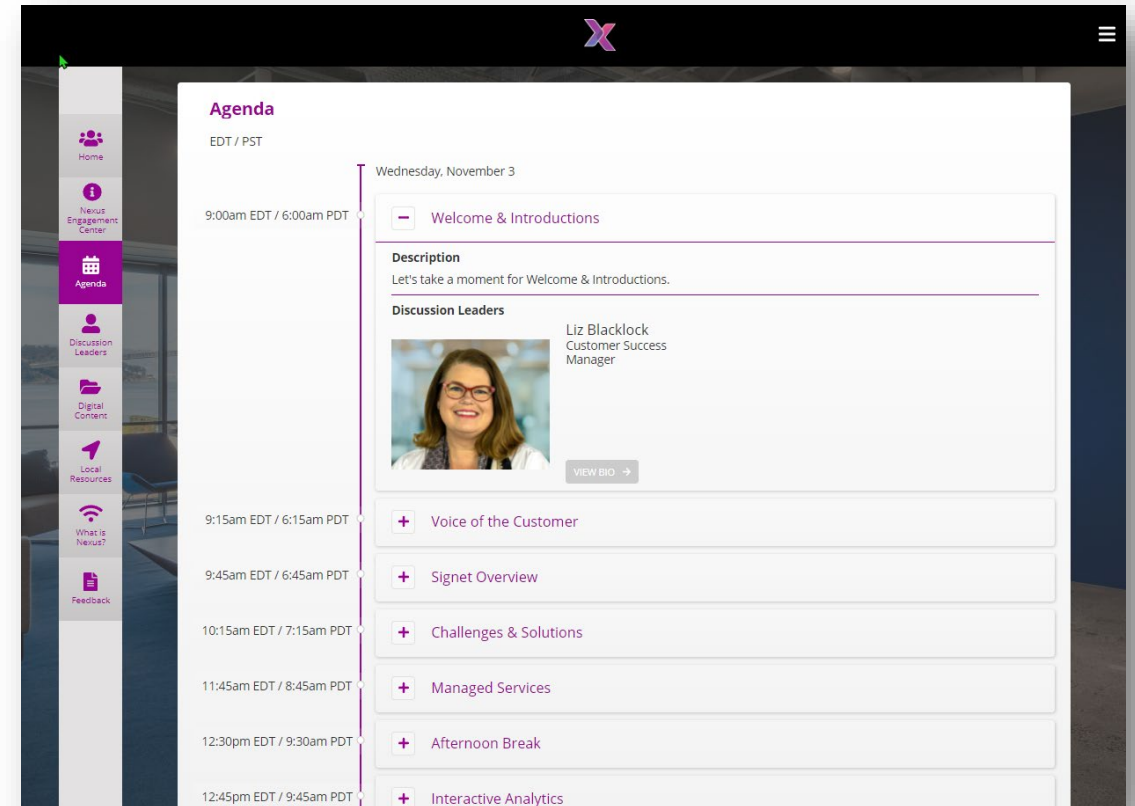 Home
Nexus
Engagement
Center
Agenda
Discussion
Leaders
Digital
Content
Local
Resources
What is
Nexus?
Feedback
Agenda
EDT / PST
Wednesday, November 3
9:00am EDT / 6:00am PDT
Welcome & Introductions
Description
Let's take a moment for Welcome & Introductions.
Discussion Leaders
Liz Blacklock
Customer Success
Manager
VIEW BIO →
9:15am EDT / 6:15am PDT
Voice of the Customer
9:45am EDT / 6:45am PDT
Signet Overview
10:15am EDT / 7:15am PDT
Challenges & Solutions
11:45am EDT / 8:45am PDT
Managed Services
12:30pm EDT / 9:30am PDT
Afternoon Break
12:45pm EDT / 9:45am PDT
Interactive Analytics